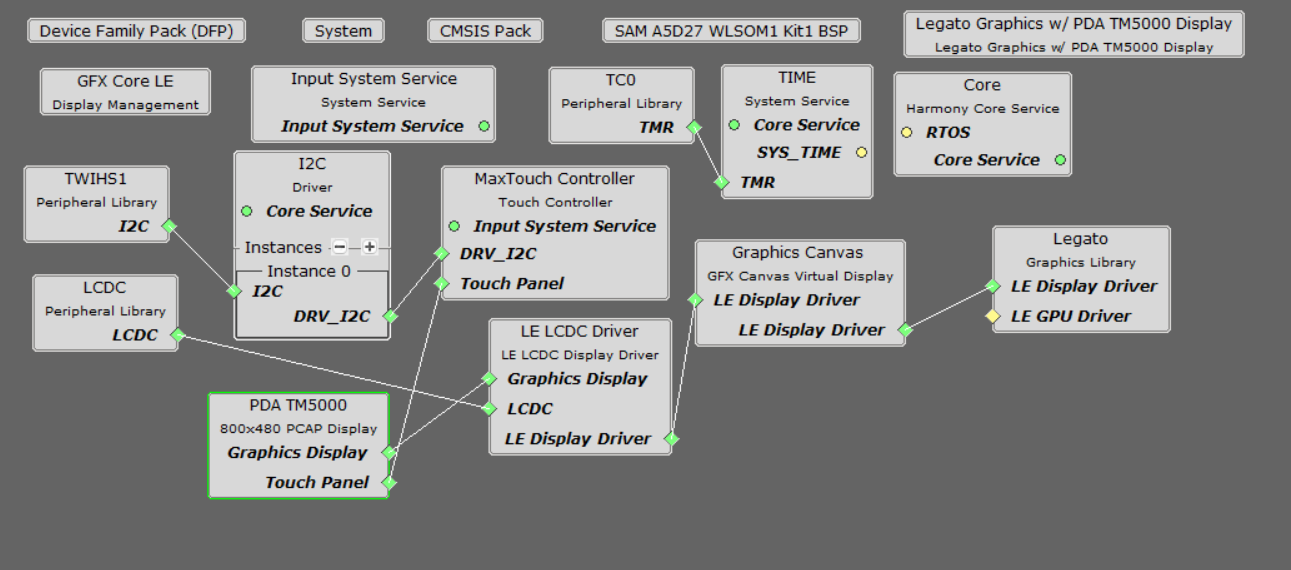 Device Family Pack (DFP)
System
CMSIS Pack
SAM A5D27 WLSOM1 Kit1 BSP
Legato Graphics w/ PDA TM5000 Display
Legato Graphics w/ PDA TM5000 Display
GFX Core LE
Display Management
Input System Service
System Service
Input System Service
TC0
Peripheral Library
TMR
TIME
System Service
Core Service
SYS_TIME
TMR
Core
Harmony Core Service
RTOS
Core Service
TWIHS1
Peripheral Library
I2C
I2C
Driver
Core Service
Instances
Instance 0
I2C
DRV_I2C
MaxTouch Controller
Touch Controller
Input System Service
DRV_I2C
Touch Panel
Graphics Canvas
GFX Canvas Virtual Display
LE Display Driver
LE Display Driver
Legato
Graphics Library
LE Display Driver
LE GPU Driver
LCDC
Peripheral Library
LCDC
LE LCDC Driver
LE LCDC Display Driver
Graphics Display
LCDC
LE Display Driver
PDA TM5000
800x480 PCAP Display
Graphics Display
Touch Panel